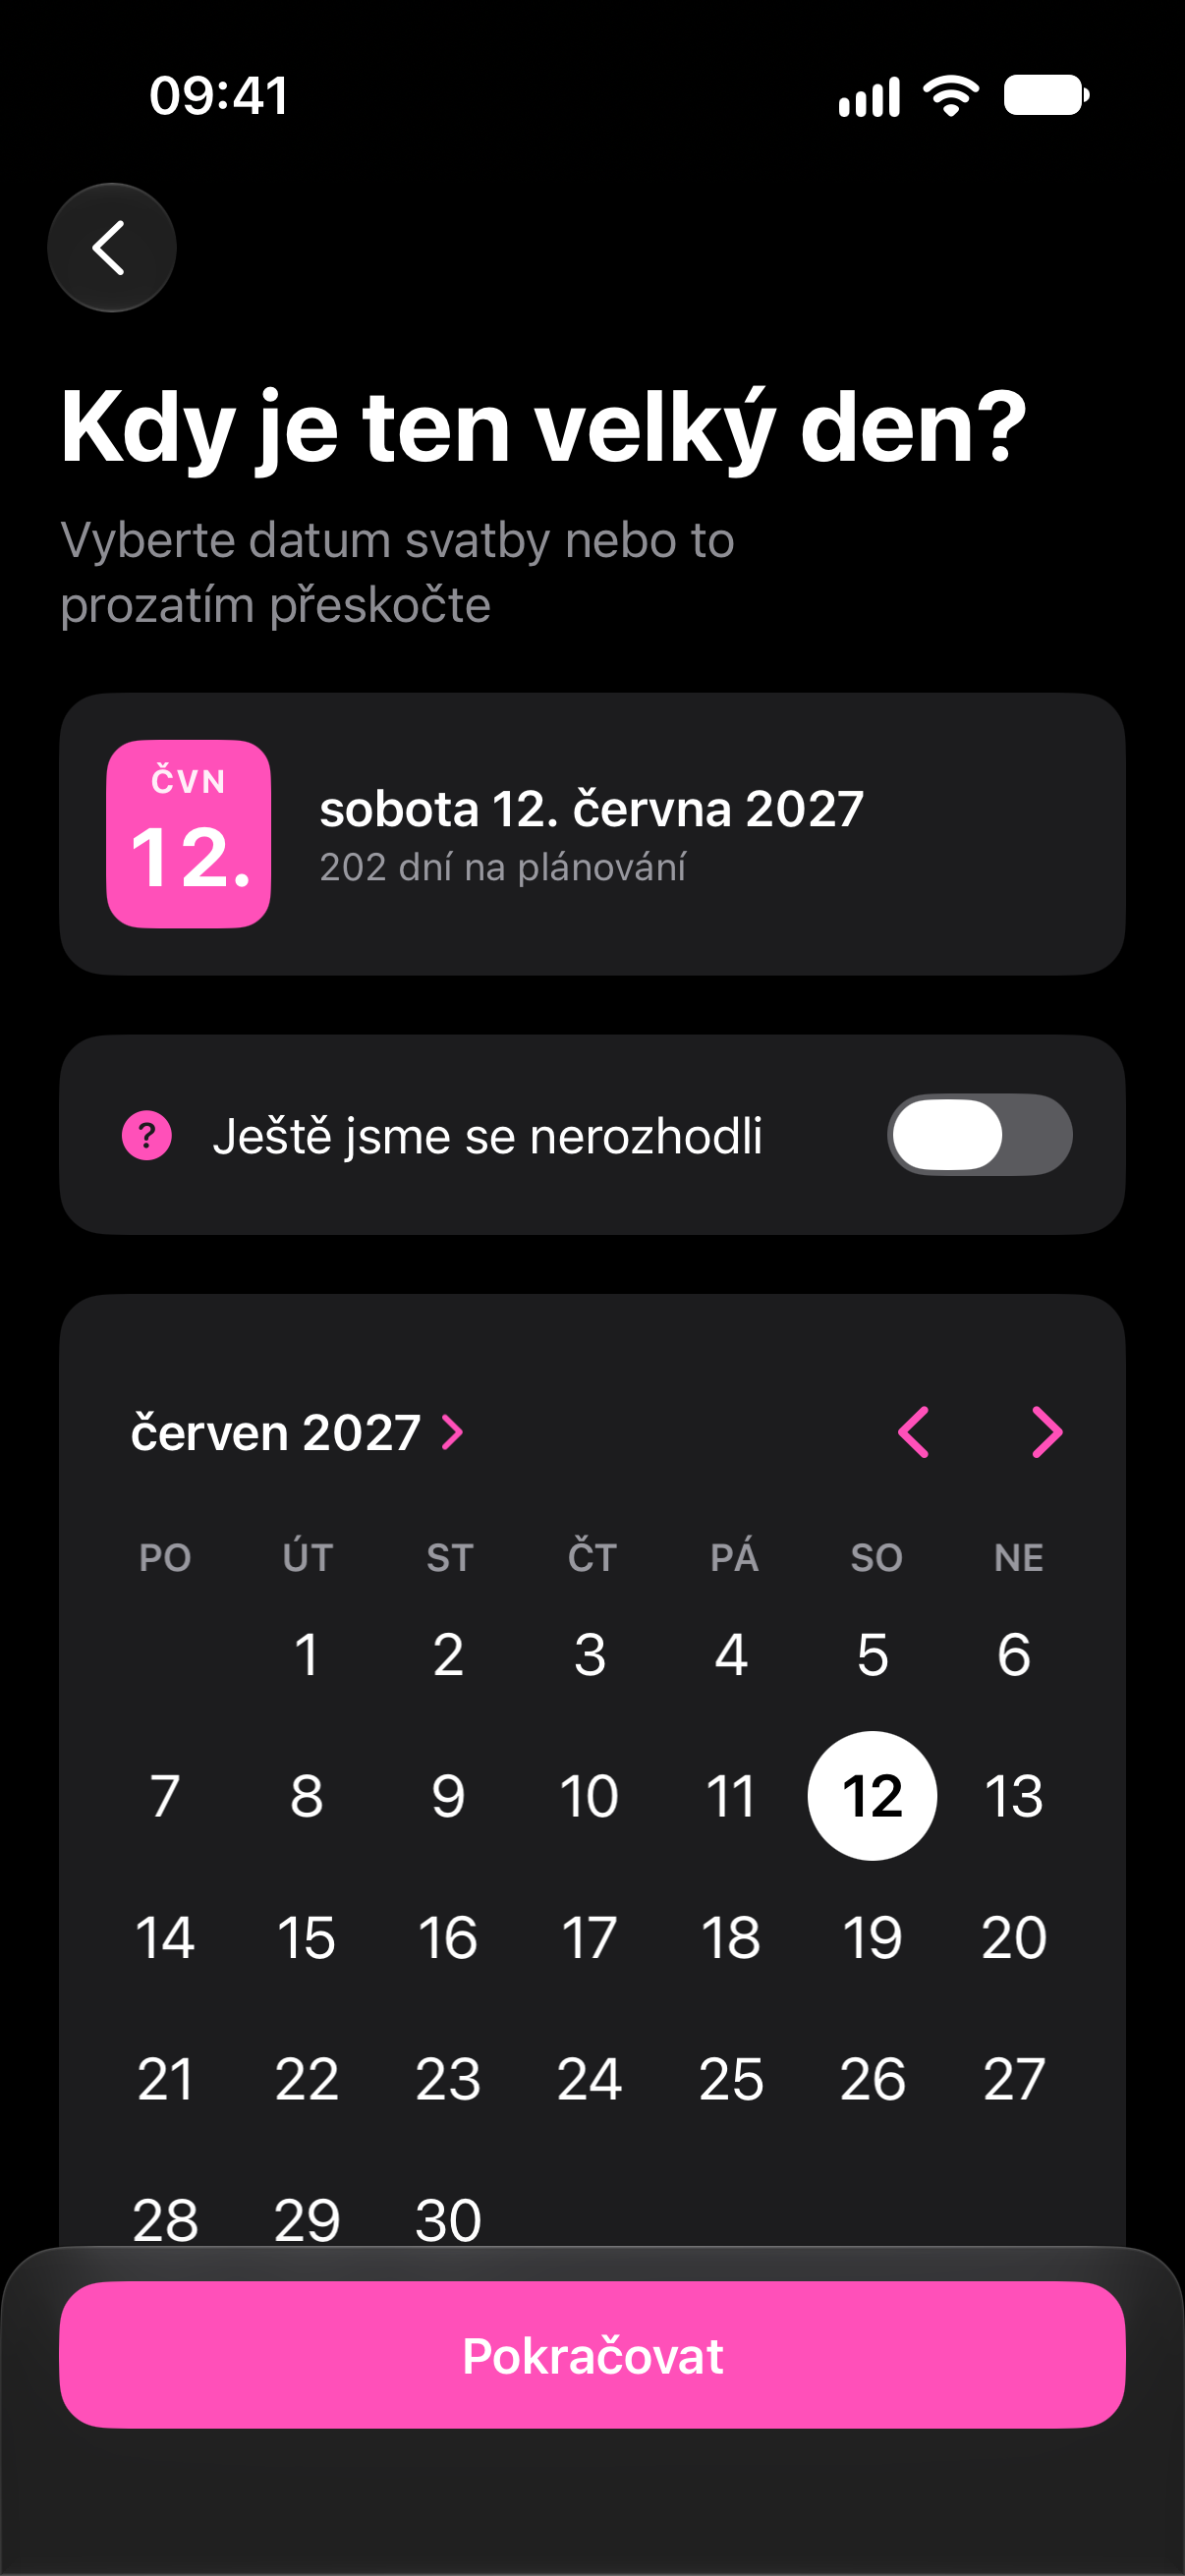 09:41
Kdy je ten velký den?
Vyberte datum svatby nebo to
prozatím přeskočte
ČVN
12.
sobota 12. června 2027
202 dní na plánování
? Ještě jsme se nerozhodli
červen 2027
PO ÚT ST ČT PÁ SO NE
1 2 3 4 5 6
7 8 9 10 11 12 13
14 15 16 17 18 19 20
21 22 23 24 25 26 27
28 29 30
Pokračovat